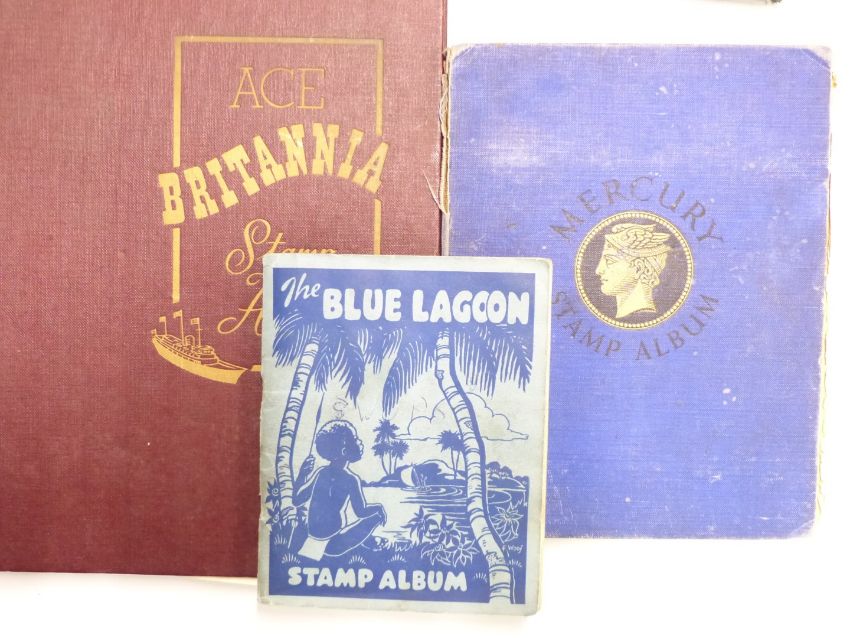 ACE
BRITANNIA
Stamp
The BLUE LAGOON
STAMP ALBUM
MERCURY
STAMP ALBUM